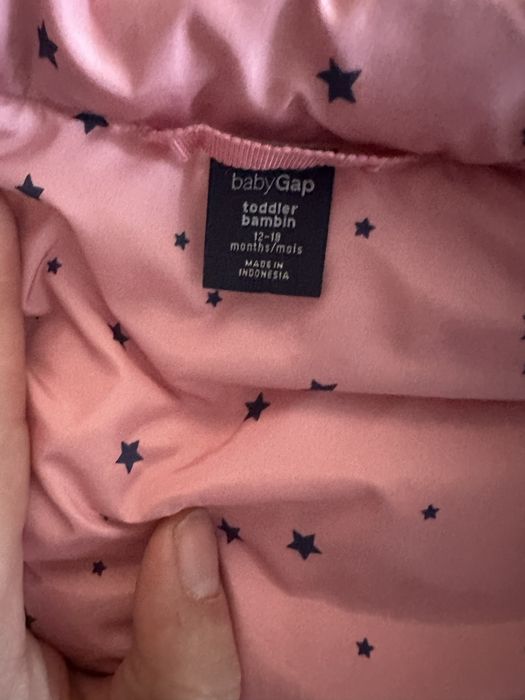 babyGap
toddler
bambin
12-18
months/mois
MADE IN
INDONESIA